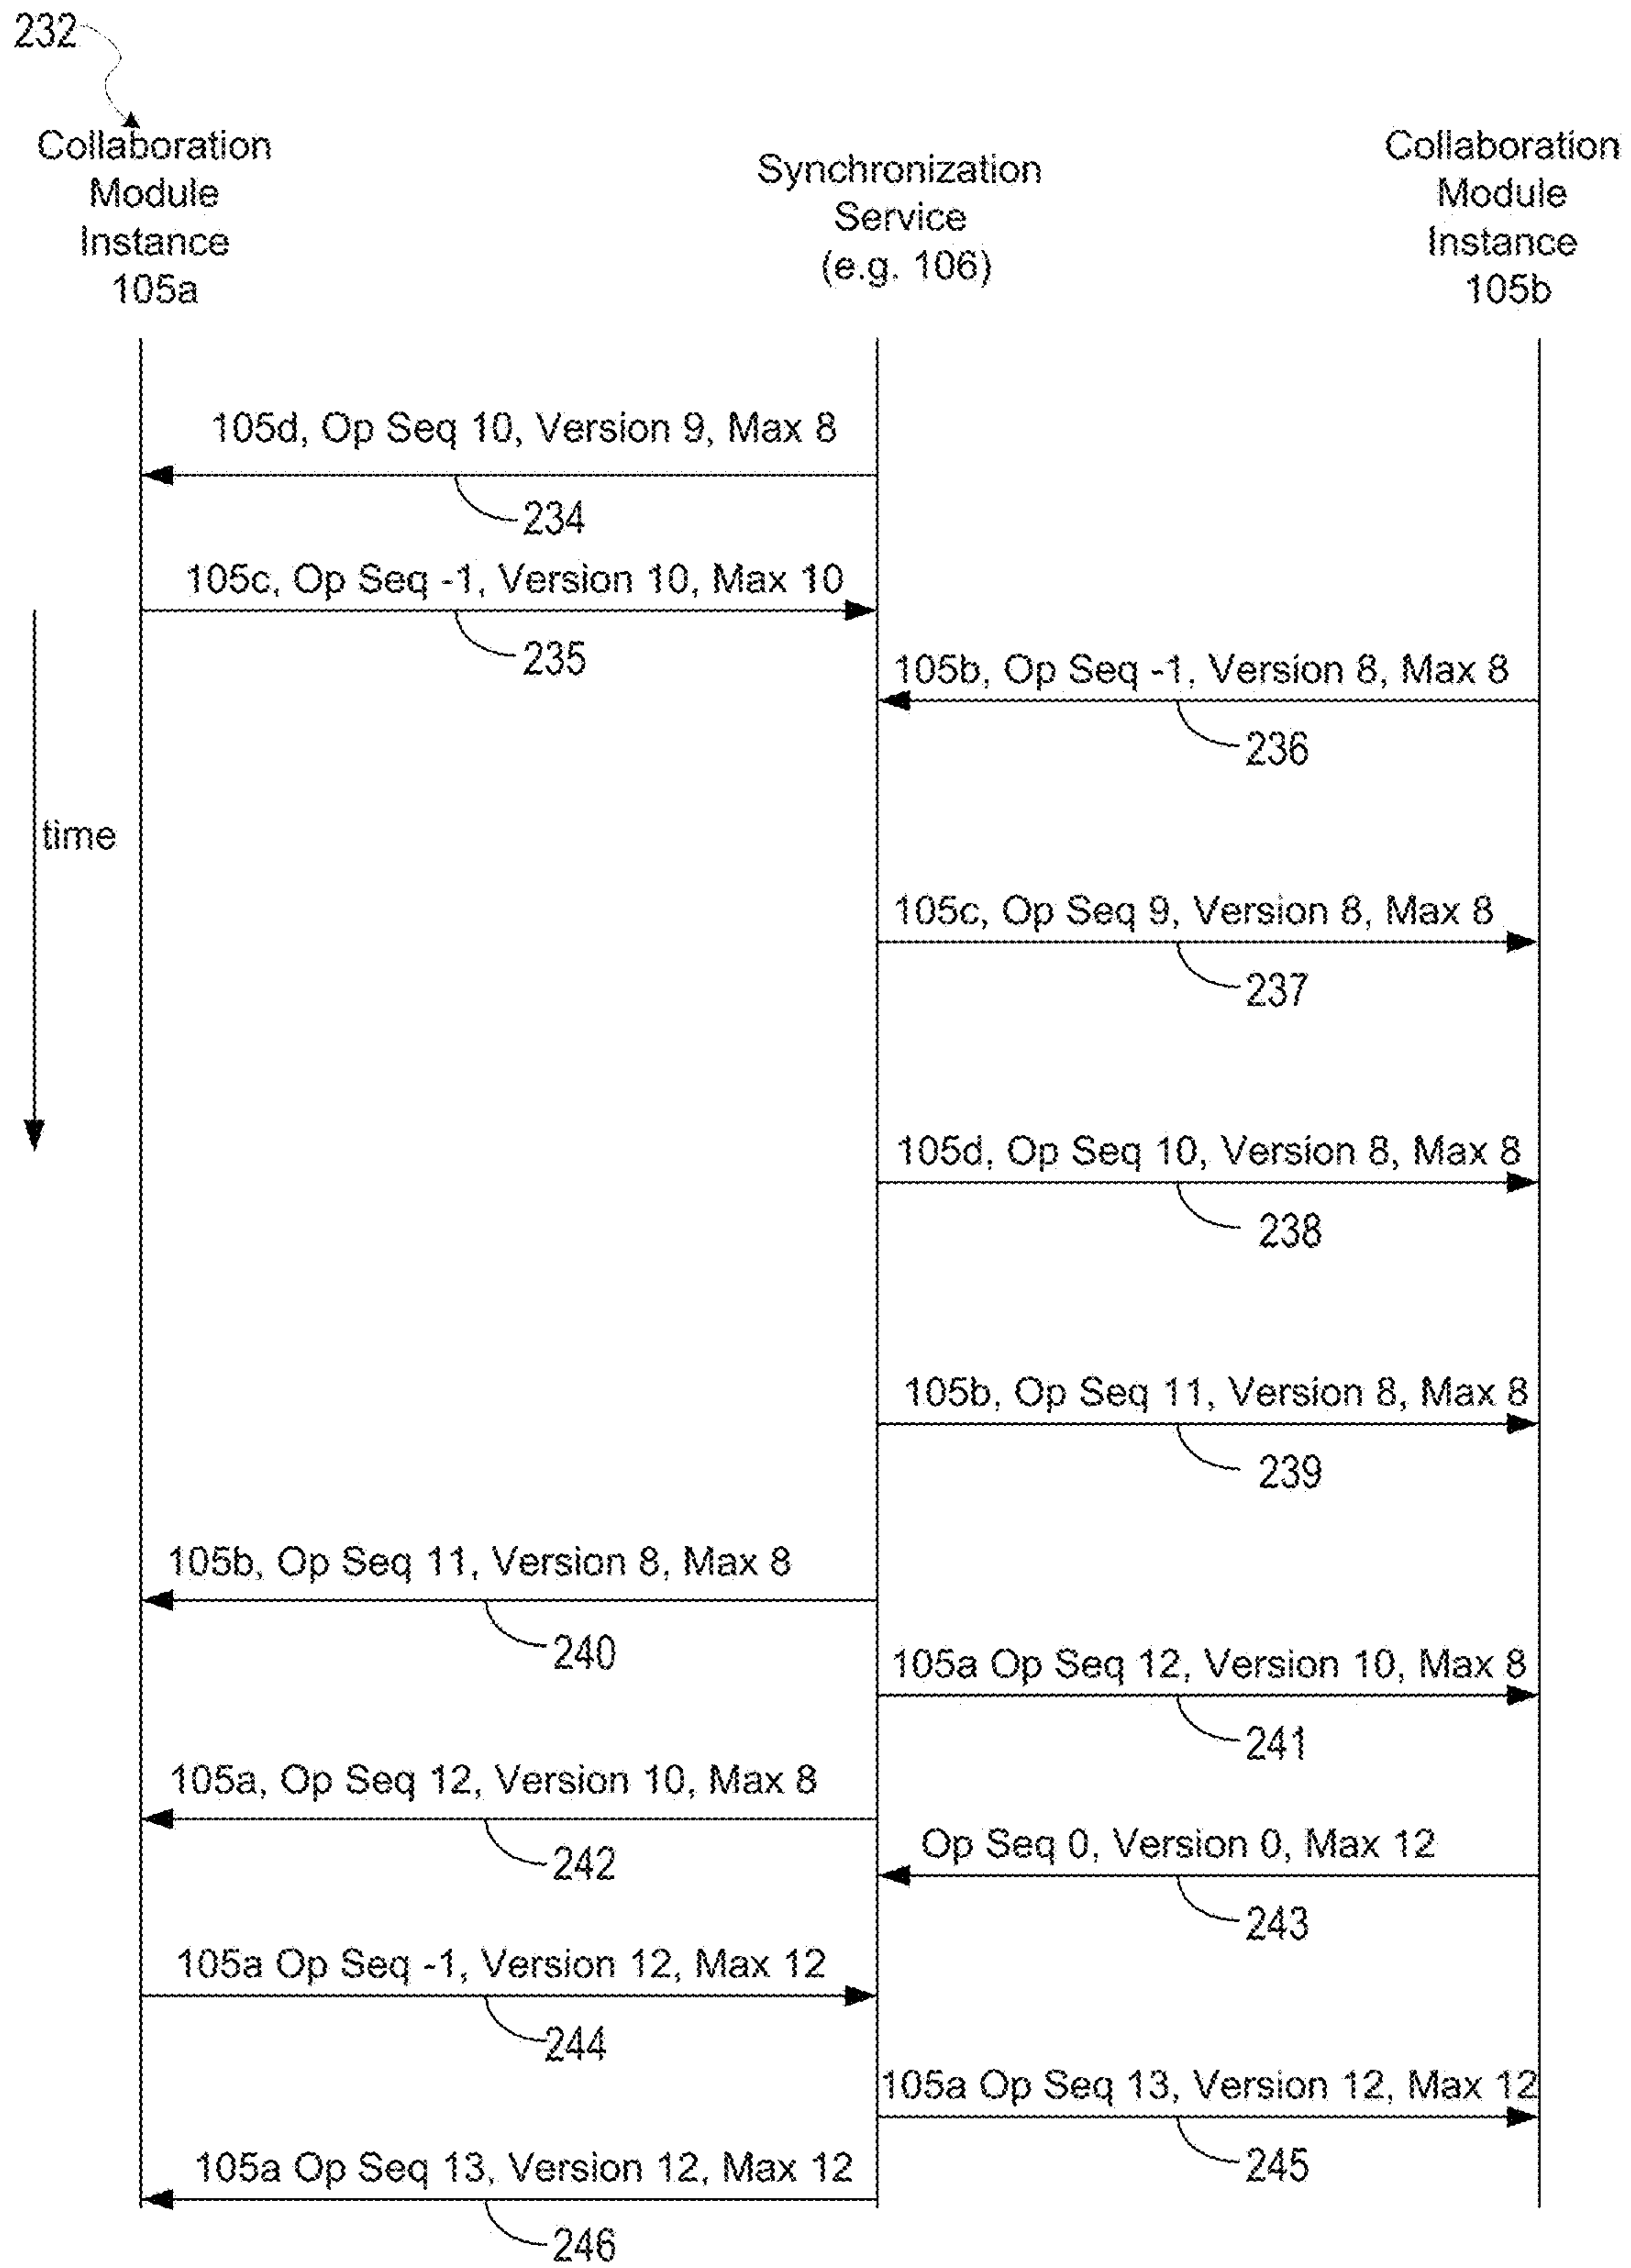 232
Collaboration
Module
Instance
105a
Synchronization
Service
(e.g. 106)
Collaboration
Module
Instance
105b
105d, Op Seq 10, Version 9, Max 8
234
105c, Op Seq -1, Version 10, Max 10
235
105b, Op Seq -1, Version 8, Max 8
236
time
105c, Op Seq 9, Version 8, Max 8
237
105d, Op Seq 10, Version 8, Max 8
238
105b, Op Seq 11, Version 8, Max 8
239
105b, Op Seq 11, Version 8, Max 8
240
105a Op Seq 12, Version 10, Max 8
241
105a, Op Seq 12, Version 10, Max 8
242
Op Seq 0, Version 0, Max 12
243
105a Op Seq -1, Version 12, Max 12
244
105a Op Seq 13, Version 12, Max 12
245
105a Op Seq 13, Version 12, Max 12
246